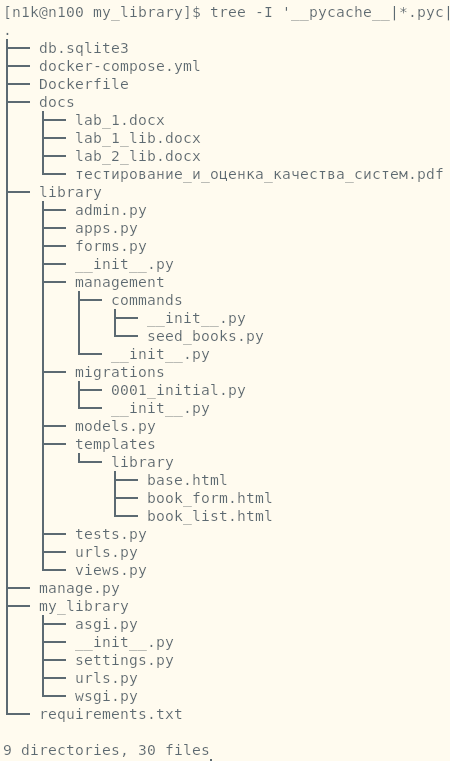 [n1k@n100 my_library]$ tree -I '__pycache__|*.pyc|
.
├── db.sqlite3
├── docker-compose.yml
├── Dockerfile
├── docs
│   ├── lab_1.docx
│   ├── lab_1_lib.docx
│   ├── lab_2_lib.docx
│   └── тестирование_и_оценка_качества_систем.pdf
├── library
│   ├── admin.py
│   ├── apps.py
│   ├── forms.py
│   ├── __init__.py
│   ├── management
│   │   ├── commands
│   │   │   ├── __init__.py
│   │   │   └── seed_books.py
│   │   └── __init__.py
│   ├── migrations
│   │   ├── 0001_initial.py
│   │   └── __init__.py
│   ├── models.py
│   ├── templates
│   │   └── library
│   │       ├── base.html
│   │       ├── book_form.html
│   │       └── book_list.html
│   ├── tests.py
│   ├── urls.py
│   └── views.py
├── manage.py
├── my_library
│   ├── asgi.py
│   ├── __init__.py
│   ├── settings.py
│   ├── urls.py
│   └── wsgi.py
└── requirements.txt

9 directories, 30 files